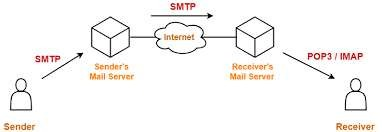 SMTP
SMTP
Internet
POP3 / IMAP
Sender's
Mail Server
Receiver's
Mail Server
Sender
Receiver